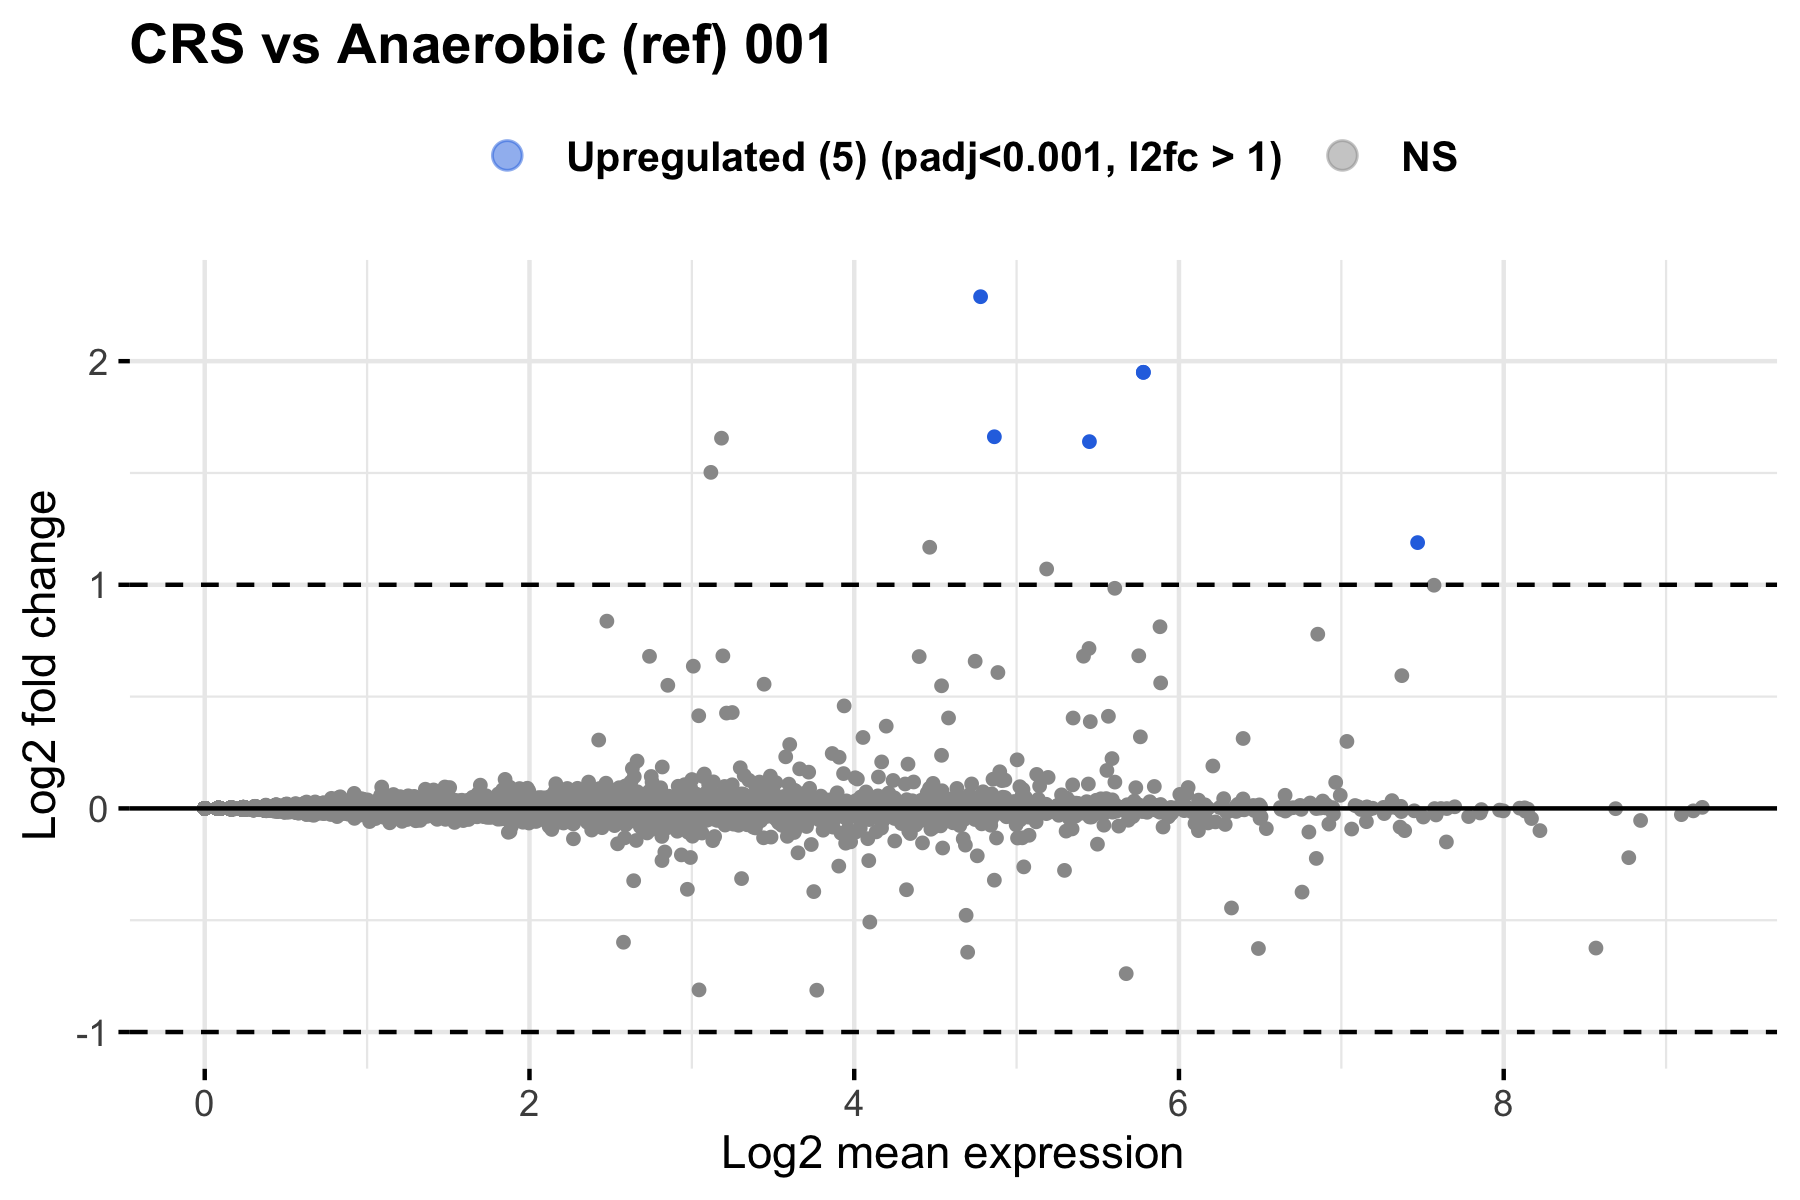 CRS vs Anaerobic (ref) 001
Upregulated (5) (padj<0.001, l2fc > 1)
NS
Log2 fold change
2
1
0
-1
0
2
4
6
8
Log2 mean expression